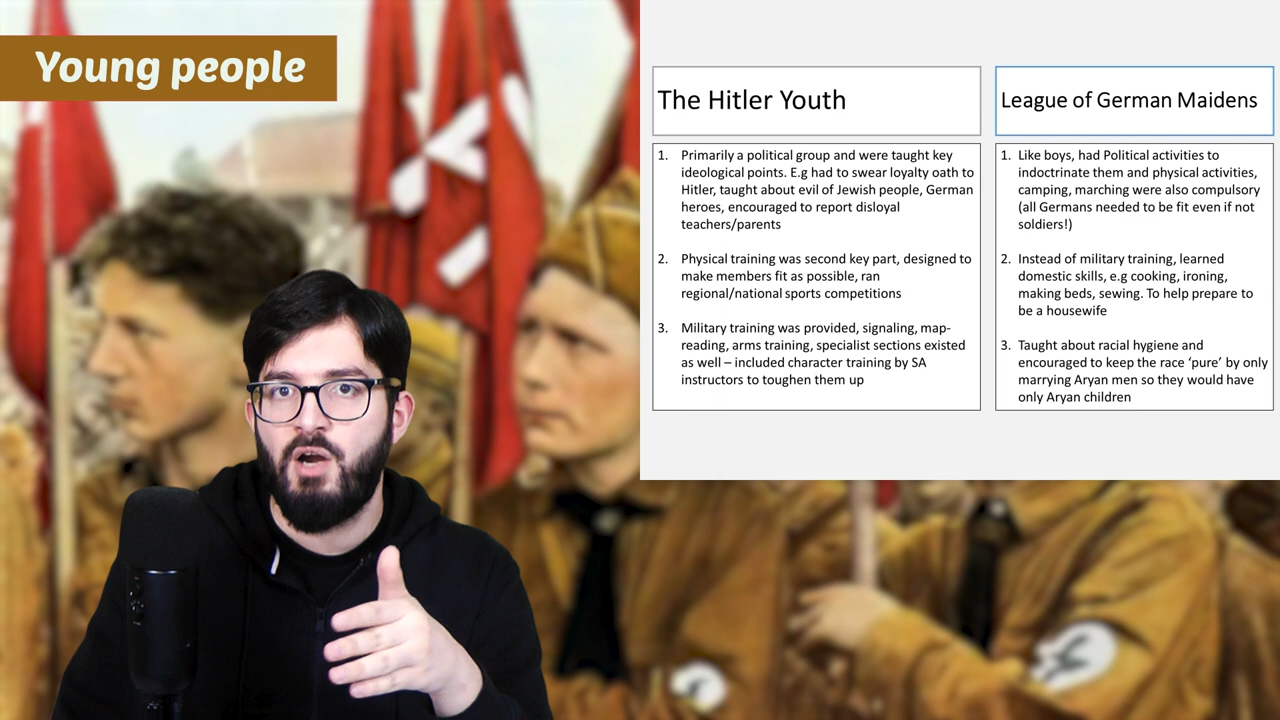 Young people
The Hitler Youth
1. Primarily a political group and were taught key
ideological points. E.g had to swear loyalty oath to
Hitler, taught about evil of Jewish people, German
heroes, encouraged to report disloyal
teachers/parents
2. Physical training was second key part, designed to
make members fit as possible, ran
regional/national sports competitions
3. Military training was provided, signaling, map-
reading, arms training, specialist sections existed
as well – included character training by SA
instructors to toughen them up
League of German Maidens
1. Like boys, had Political activities to
indoctrinate them and physical activities,
camping, marching were also compulsory
(all Germans needed to be fit even if not
soldiers!)
2. Instead of military training, learned
domestic skills, e.g cooking, ironing,
making beds, sewing. To help prepare to
be a housewife
3. Taught about racial hygiene and
encouraged to keep the race ‘pure’ by only
marrying Aryan men so they would have
only Aryan children